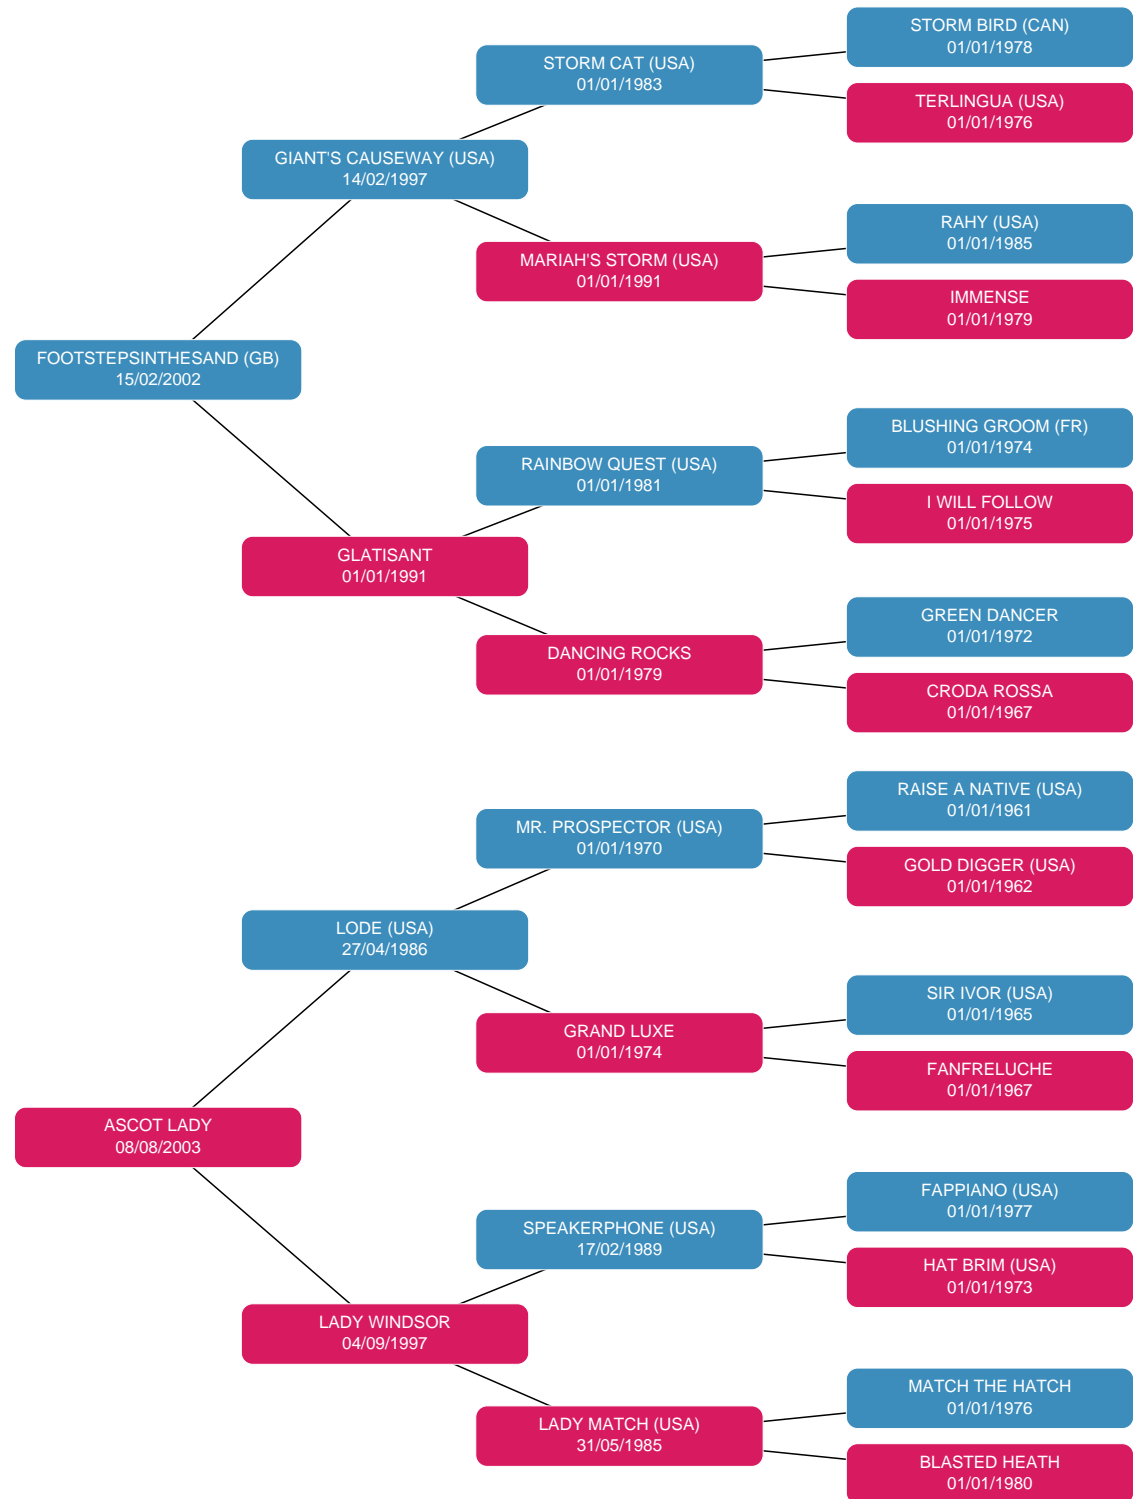 STORM BIRD (CAN)
01/01/1978
STORM CAT (USA)
01/01/1983
TERLINGUA (USA)
01/01/1976
GIANT'S CAUSEWAY (USA)
14/02/1997
RAHY (USA)
01/01/1985
MARIAH'S STORM (USA)
01/01/1991
IMMENSE
01/01/1979
FOOTSTEPSINTHESAND (GB)
15/02/2002
BLUSHING GROOM (FR)
01/01/1974
RAINBOW QUEST (USA)
01/01/1981
I WILL FOLLOW
01/01/1975
GLATISANT
01/01/1991
GREEN DANCER
01/01/1972
DANCING ROCKS
01/01/1979
CRODA ROSSA
01/01/1967
RAISE A NATIVE (USA)
01/01/1961
MR. PROSPECTOR (USA)
01/01/1970
GOLD DIGGER (USA)
01/01/1962
LODE (USA)
27/04/1986
SIR IVOR (USA)
01/01/1965
GRAND LUXE
01/01/1974
FANFRELUCHE
01/01/1967
ASCOT LADY
08/08/2003
FAPPIANO (USA)
01/01/1977
SPEAKERPHONE (USA)
17/02/1989
HAT BRIM (USA)
01/01/1973
LADY WINDSOR
04/09/1997
MATCH THE HATCH
01/01/1976
LADY MATCH (USA)
31/05/1985
BLASTED HEATH
01/01/1980